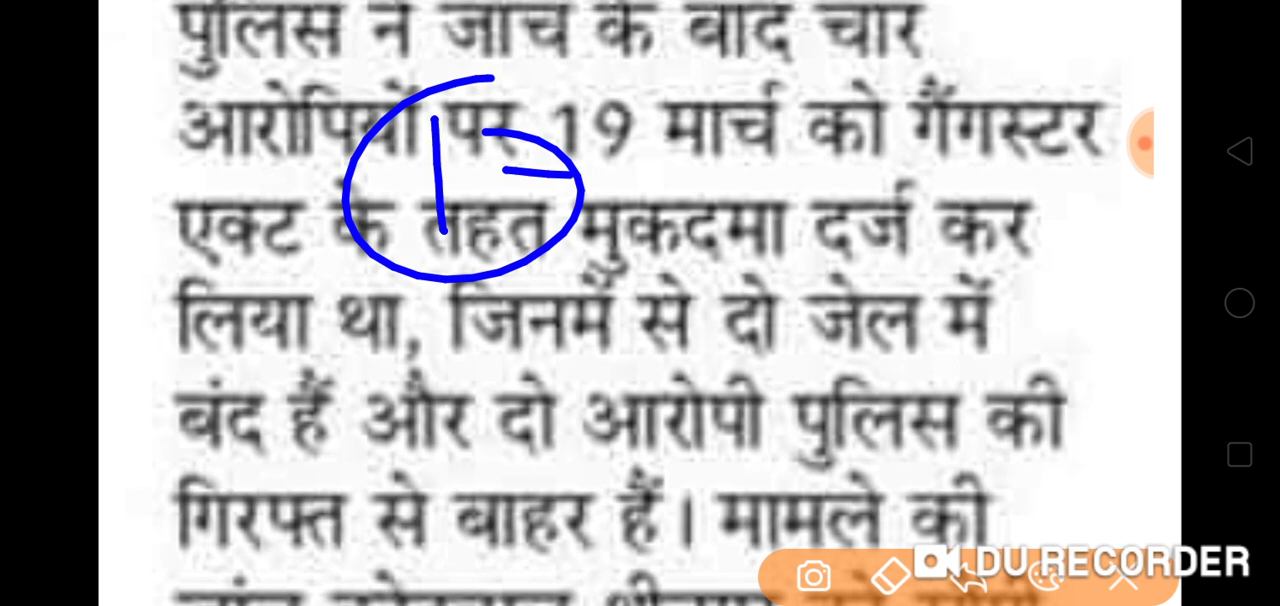 पुलिस ने जांच के बाद चार
आरोपियों पर 19 मार्च को गैंगस्टर
एक्ट के तहत मुकदमा दर्ज कर
लिया था, जिनमें से दो जेल में
बंद हैं और दो आरोपी पुलिस की
गिरफ्त से बाहर हैं। मामले की
DU RECORDER